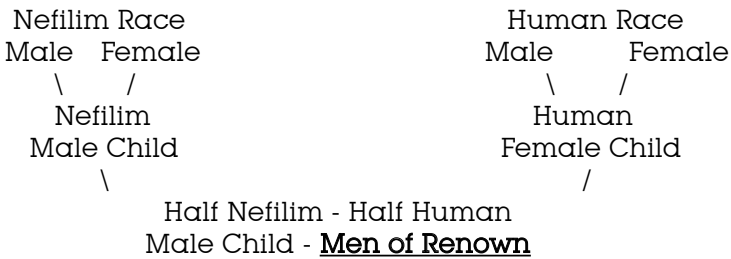 Nefilim Race Human Race
Male Female Male Female
\ / \ /
Nefilim Human
Male Child Female Child
\ /
Half Nefilim - Half Human
Male Child - Men of Renown